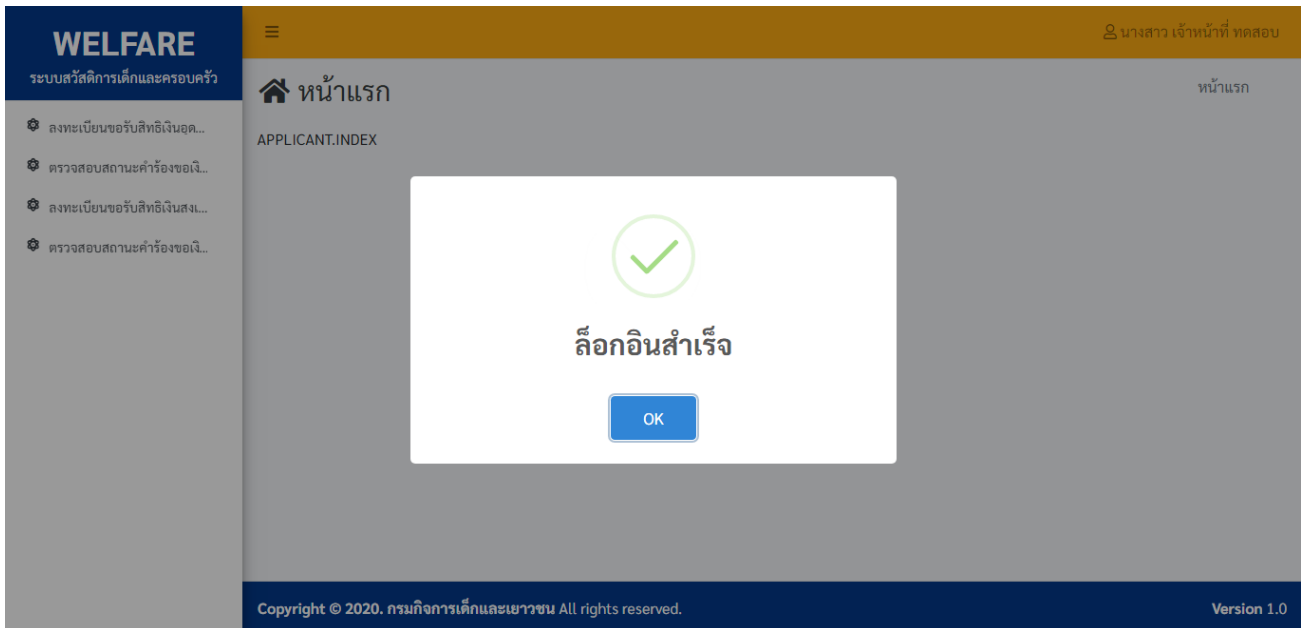 WELFARE
ระบบสวัสดิการเด็กและครอบครัว
นางสาว เจ้าหน้าที่ ทดสอบ
หน้าแรก
หน้าแรก
ลงทะเบียนขอรับสิทธิเงินอุด...
ตรวจสอบสถานะคำร้องขอเงิ...
ลงทะเบียนขอรับสิทธิเงินสงเ...
ตรวจสอบสถานะคำร้องขอเงิ...
APPLICANT.INDEX
ล็อกอินสำเร็จ
OK
Copyright © 2020. กรมกิจการเด็กและเยาวชน All rights reserved.
Version 1.0